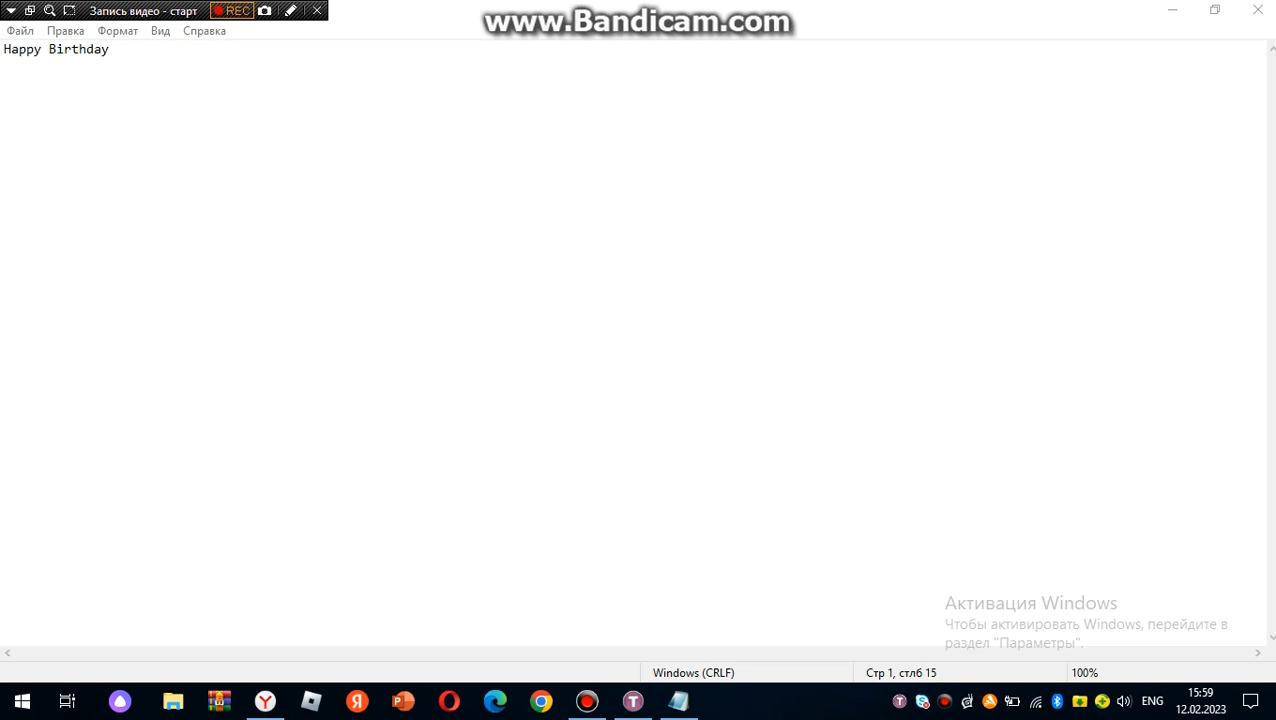 Запись видео - старт
REC
www.Bandicam.com
Файл Правка Формат Вид Справка
Happy Birthday
Активация Windows
Чтобы активировать Windows, перейдите в
раздел "Параметры".
Windows (CRLF) Стр 1, стлб 15 100%
ENG
15:59
12.02.2023